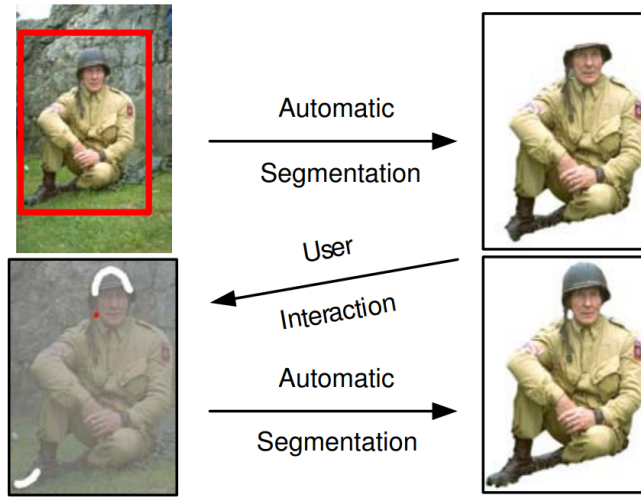 Automatic
Segmentation
User
Interaction
Automatic
Segmentation